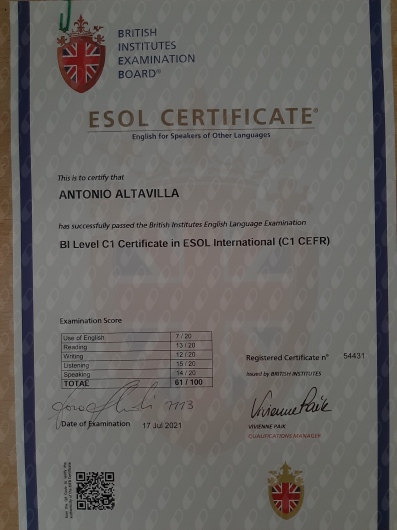 BRITISH
INSTITUTES
EXAMINATION
BOARD®
ESOL CERTIFICATE®
English for Speakers of Other Languages
This is to certify that
ANTONIO ALTAVILLA
has successfully passed the British Institutes English Language Examination
BI Level C1 Certificate in ESOL International (C1 CEFR)
Examination Score
Use of English 7 / 20
Reading 13 / 20
Writing 12 / 20
Listening 15 / 20
Speaking 14 / 20
TOTAL 61 / 100
Registered Certificate n° 54431
Issued by BRITISH INSTITUTES
Vivienne Paik
Date of Examination 17 Jul 2021
VIVIENNE PAIK
QUALIFICATIONS MANAGER